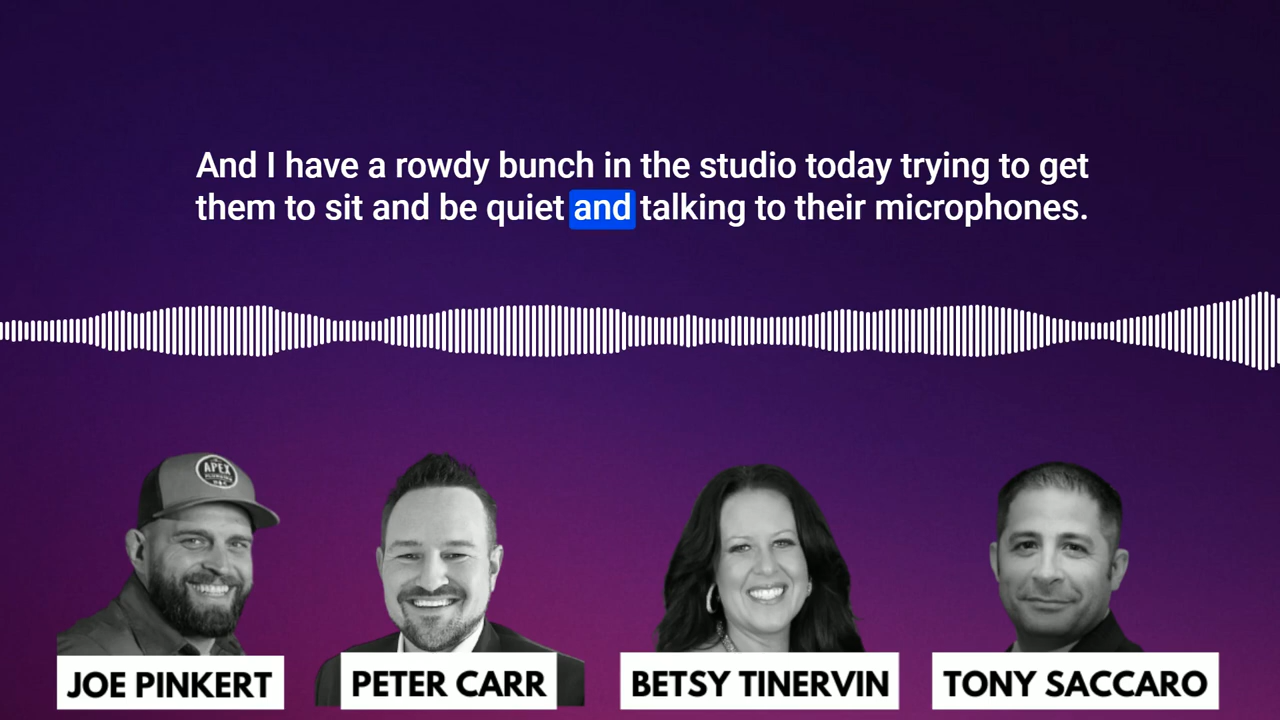 And I have a rowdy bunch in the studio today trying to get
them to sit and be quiet and talking to their microphones.
APEX
JOE PINKERT
PETER CARR
BETSY TINERVIN
TONY SACCARO